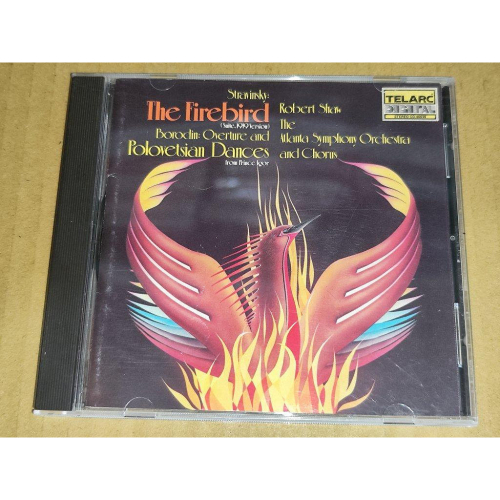 Stravinsky:
The Firebird
(Suite, 1919 Version)
Borodin: Overture and
Polovetsian Dances
from Prince Igor
Robert Shaw
The
Atlanta Symphony Orchestra
and Chorus
TELARC
DIGITAL